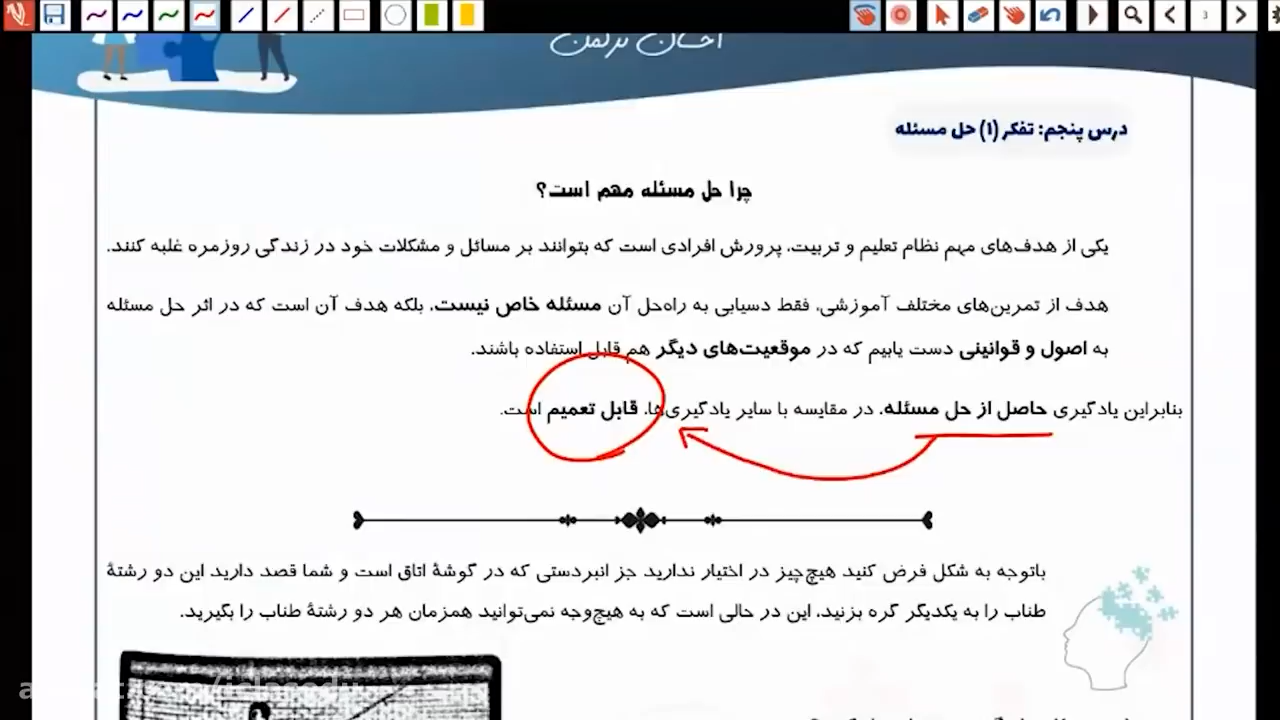 3
درس پنجم: تفکر (۱) حل مسئله
چرا حل مسئله مهم است؟
یکی از هدف‌های مهم نظام تعلیم و تربیت، پرورش افرادی است که بتوانند بر مسائل و مشکلات خود در زندگی روزمره غلبه کنند.
هدف از تمرین‌های مختلف آموزشی، فقط دسیابی به راه‌حل آن مسئله خاص نیست، بلکه هدف آن است که در اثر حل مسئله
به اصول و قوانینی دست یابیم که در موقعیت‌های دیگر هم قابل استفاده باشند.
بنابراین یادگیری حاصل از حل مسئله، در مقایسه با سایر یادگیری‌ها، قابل تعمیم است.
باتوجه به شکل فرض کنید هیچ‌چیز در اختیار ندارید جز انبردستی که در گوشهٔ اتاق است و شما قصد دارید این دو رشتهٔ
طناب را به یکدیگر گره بزنید، این در حالی است که به هیچ‌وجه نمی‌توانید همزمان هر دو رشتهٔ طناب را بگیرید.